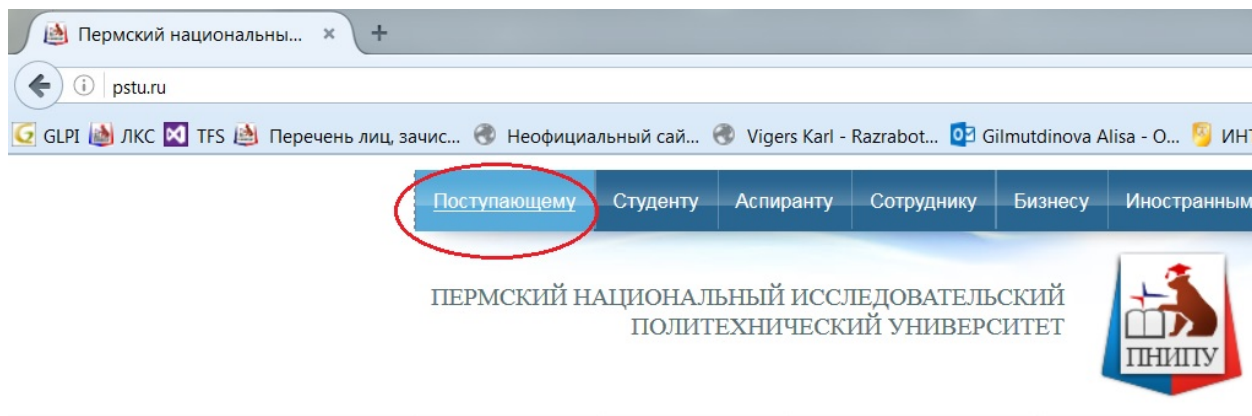 Пермский национальны... × +
pstu.ru
GLPI ЛКС TFS Перечень лиц, зачис... Неофициальный сай... Vigers Karl - Razrabot... Gilmutdinova Alisa - O... ИНТ
Поступающему Студенту Аспиранту Сотруднику Бизнесу Иностранным
ПЕРМСКИЙ НАЦИОНАЛЬНЫЙ ИССЛЕДОВАТЕЛЬСКИЙ
ПОЛИТЕХНИЧЕСКИЙ УНИВЕРСИТЕТ
ПНИПУ